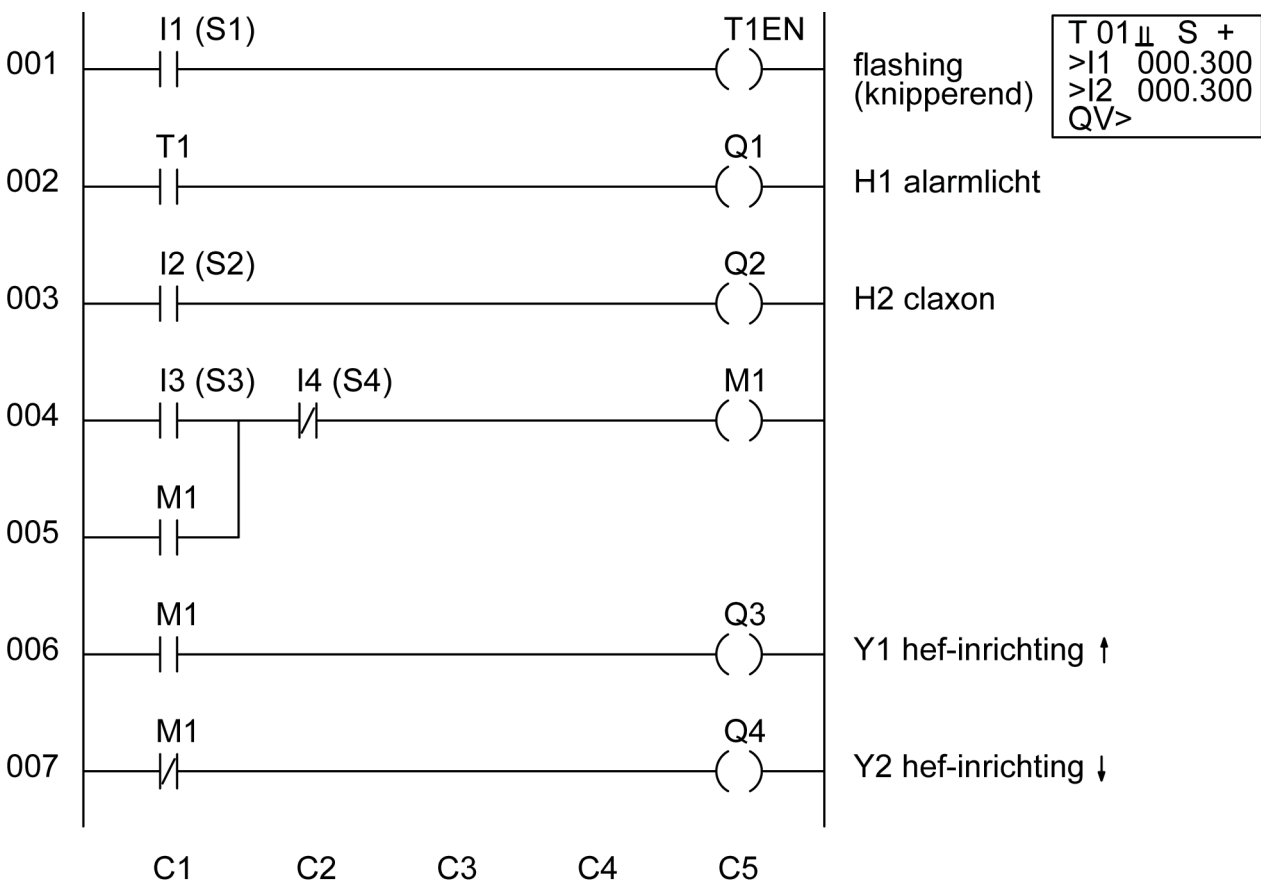 I1 (S1) T1EN
001 flashing
(knipperend)
T 01 ⨿ S +
>I1 000.300
>I2 000.300
QV>
T1 Q1
002 H1 alarmlicht
I2 (S2) Q2
003 H2 claxon
I3 (S3) I4 (S4) M1
004
M1
005
M1 Q3
006 Y1 hef-inrichting ↑
M1 Q4
007 Y2 hef-inrichting ↓
C1 C2 C3 C4 C5